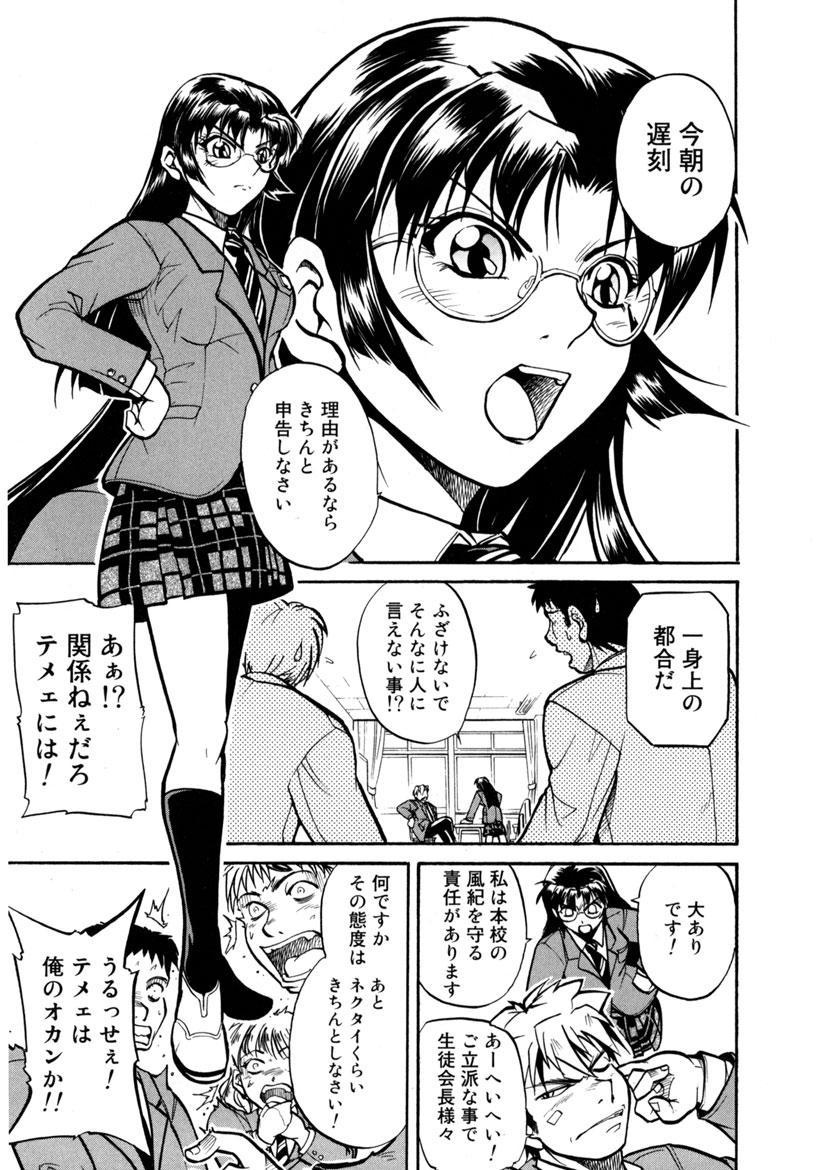 今朝の
遅刻
理由があるなら
きちんと
申告しなさい
一身上の
都合だ
ふざけないで
そんなに人に
言えない事!?
あぁ!?
関係ねぇだろ
テメェには!
大あり
です!
私は本校の
風紀を守る
責任があります
あーへいへい!
ご立派な事で
生徒会長様々
何ですか
その態度は
あと
ネクタイくらい
きちんとしなさい!
うるっせぇ!
テメェは
俺のオカンか!!